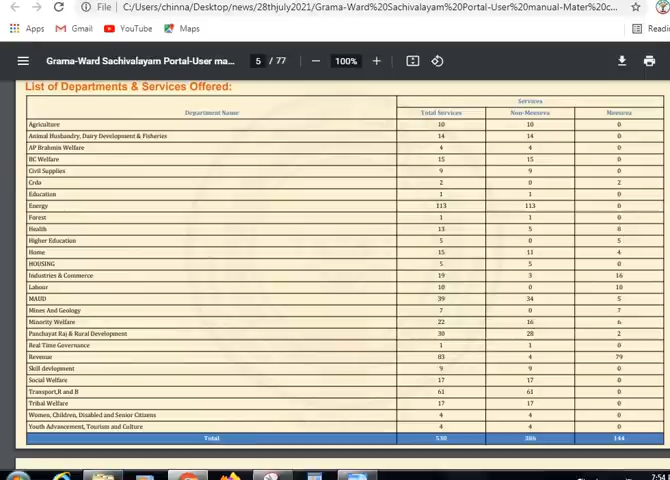 File | C:/Users/chinna/Desktop/news/28thjuly2021/Grama-Ward%20Sachivalayam%20Portal-User%20manual-Mater%20c...
Apps Gmail YouTube Maps Readin
Grama-Ward Sachivalayam Portal-User ma... 5 / 77 100%
List of Departments & Services Offered:
Services
Department Name Total Services Non-Meeseva Meeseva
Agriculture 10 10 0
Animal Husbandry, Dairy Development & Fisheries 14 14 0
AP Brahmin Welfare 4 4 0
BC Welfare 15 15 0
Civil Supplies 9 9 0
Crda 2 0 2
Education 1 1 0
Energy 113 113 0
Forest 1 1 0
Health 13 5 8
Higher Education 5 0 5
Home 15 11 4
HOUSING 5 5 0
Industries & Commerce 19 3 16
Labour 10 0 10
MAUD 39 34 5
Mines And Geology 7 0 7
Minority Welfare 22 16 6
Panchayat Raj & Rural Development 30 28 2
Real Time Governance 1 1 0
Revenue 83 4 79
Skill devlopment 9 9 0
Social Welfare 17 17 0
Transport,R and B 61 61 0
Tribal Welfare 17 17 0
Women, Children, Disabled and Senior Citizens 4 4 0
Youth Advancement, Tourism and Culture 4 4 0
Total 530 386 144
7:54